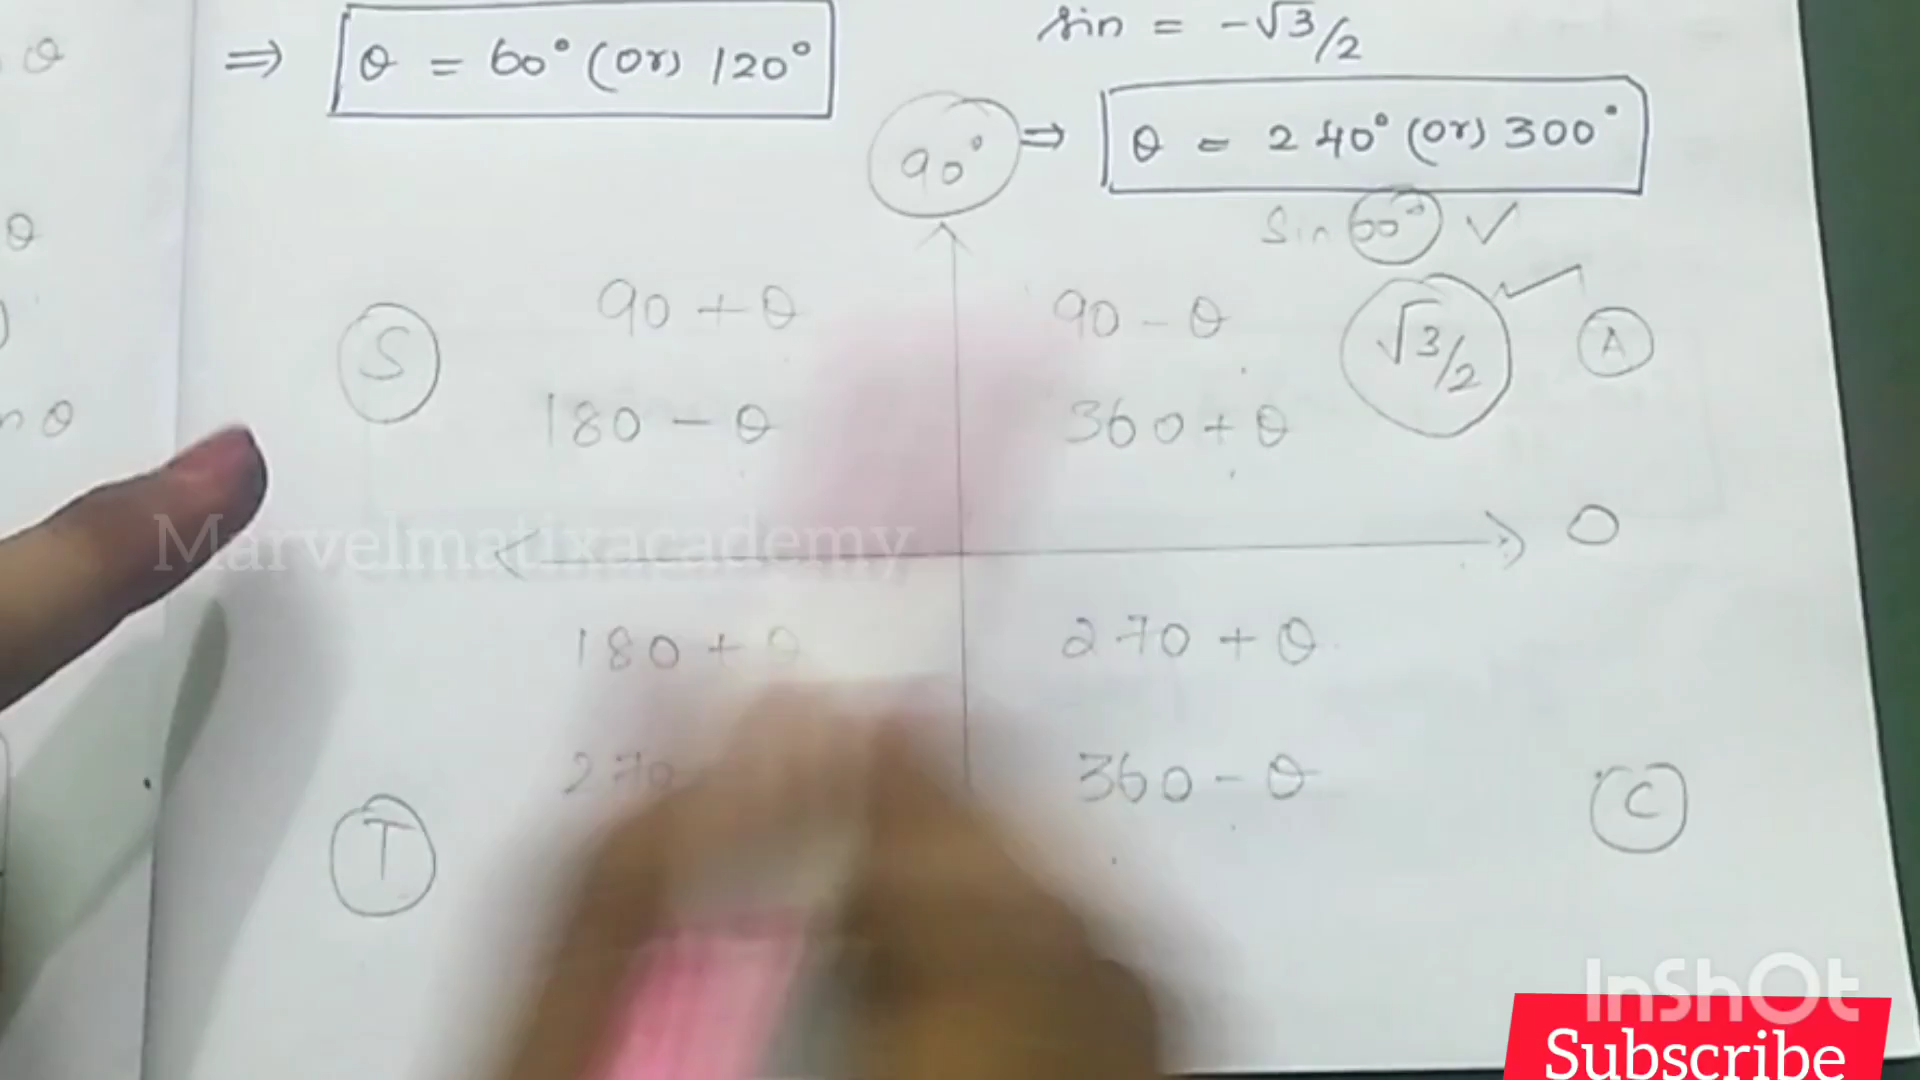 θ
⇒ θ = 60° (or) 120°
sin = -√3/2
90°
⇒ θ = 240° (or) 300°
θ
Sin 60° ✓
S
90 + θ
90 - θ
√3/2
A
180 - θ
360 + θ
n θ
Marvelmatixacademy
0
180 + θ
270 + θ
270
360 - θ
T
C
InShOt
Subscribe